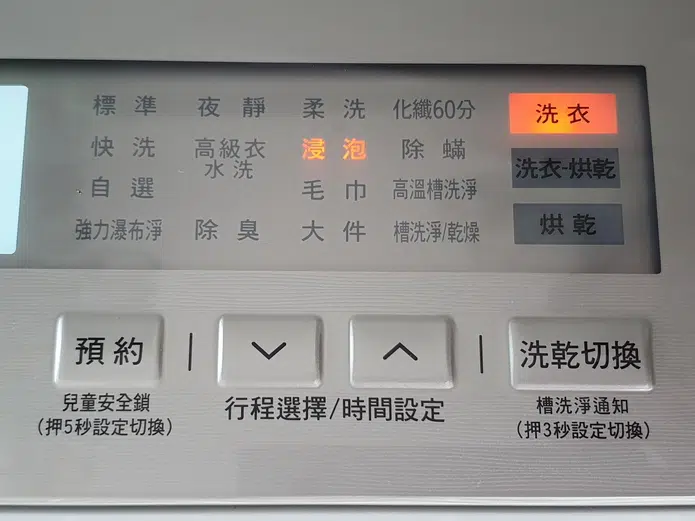 標準 夜靜 柔洗 化纖60分 洗衣
快洗 高級衣水洗 浸泡 除蟎 洗衣-烘乾
自選 毛巾 高溫槽洗淨
強力瀑布淨 除臭 大件 槽洗淨/乾燥 烘乾
預約 洗乾切換
兒童安全鎖
(押5秒設定切換)
行程選擇/時間設定
槽洗淨通知
(押3秒設定切換)